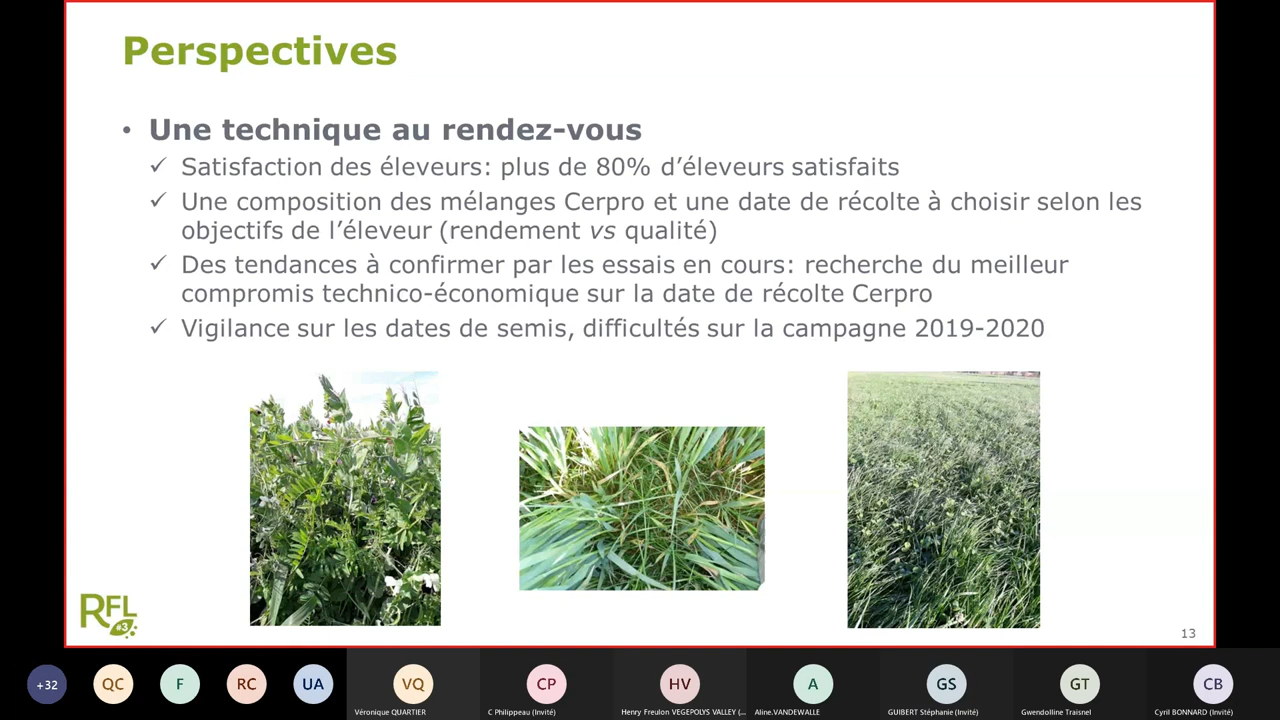 Perspectives
• Une technique au rendez-vous
✓ Satisfaction des éleveurs: plus de 80% d’éleveurs satisfaits
✓ Une composition des mélanges Cerpro et une date de récolte à choisir selon les
objectifs de l’éleveur (rendement vs qualité)
✓ Des tendances à confirmer par les essais en cours: recherche du meilleur
compromis technico-économique sur la date de récolte Cerpro
✓ Vigilance sur les dates de semis, difficultés sur la campagne 2019-2020
RFL
#3
13
+32 QC F RC UA VQ CP HV A GS GT CB
Véronique QUARTIER C Philippeau (Invité) Henry Freulon VEGEPOLYS VALLEY (... Aline.VANDEWALLE GUIBERT Stéphanie (Invité) Gwendolline Traisnel Cyril BONNARD (Invité)